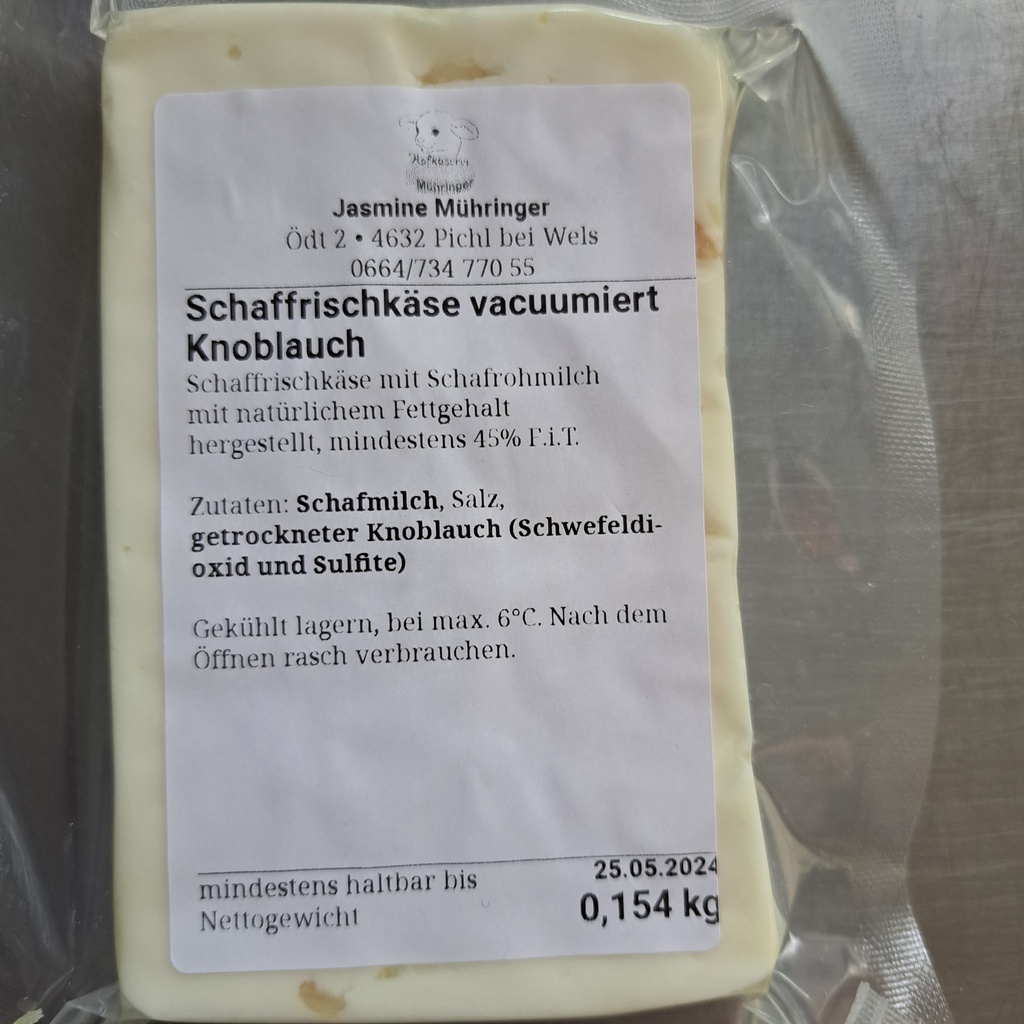 Hofkäserei
Mühringer
Jasmine Mühringer
Ödt 2 • 4632 Pichl bei Wels
0664/734 770 55
Schaffrischkäse vacuumiert
Knoblauch
Schaffrischkäse mit Schafrohmilch
mit natürlichem Fettgehalt
hergestellt, mindestens 45% F.i.T.
Zutaten: Schafmilch, Salz,
getrockneter Knoblauch (Schwefeldi-
oxid und Sulfite)
Gekühlt lagern, bei max. 6°C. Nach dem
Öffnen rasch verbrauchen.
mindestens haltbar bis 25.05.2024
Nettogewicht 0,154 kg